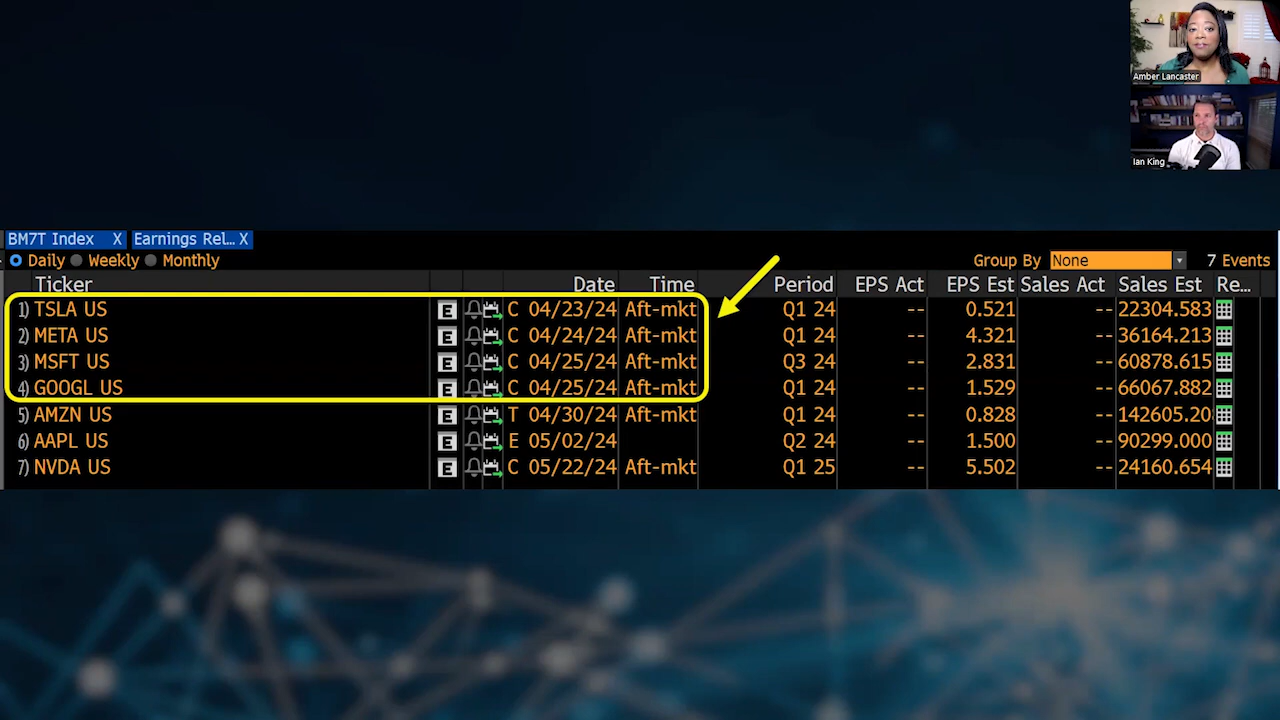 Amber Lancaster
Ian King
BM7T Index X Earnings Rel... X
Daily Weekly Monthly Group By None 7 Events
Ticker Date Time Period EPS Act EPS Est Sales Act Sales Est Re...
1) TSLA US E C 04/23/24 Aft-mkt Q1 24 -- 0.521 -- 22304.583
2) META US E C 04/24/24 Aft-mkt Q1 24 -- 4.321 -- 36164.213
3) MSFT US E C 04/25/24 Aft-mkt Q3 24 -- 2.831 -- 60878.615
4) GOOGL US E C 04/25/24 Aft-mkt Q1 24 -- 1.529 -- 66067.882
5) AMZN US E T 04/30/24 Aft-mkt Q1 24 -- 0.828 -- 142605.20
6) AAPL US E E 05/02/24 Q2 24 -- 1.500 -- 90299.000
7) NVDA US E C 05/22/24 Aft-mkt Q1 25 -- 5.502 -- 24160.654